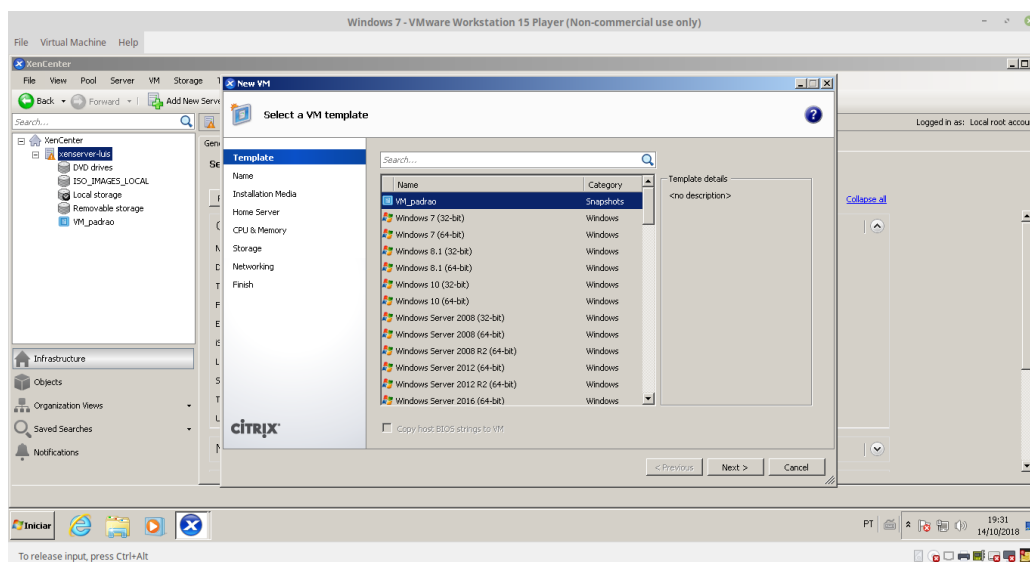 Windows 7 - VMware Workstation 15 Player (Non-commercial use only)
File Virtual Machine Help
XenCenter
File View Pool Server VM Storage T
Back Forward Add New Serve
Search...
Logged in as: Local root accou
XenCenter
xenserver-luis
DVD drives
ISO_IMAGES_LOCAL
Local storage
Removable storage
VM_padrao
Infrastructure
Objects
Organization Views
Saved Searches
Notifications
Gen
Se
Collapse all
New VM
Select a VM template
Template
Name
Installation Media
Home Server
CPU & Memory
Storage
Networking
Finish
CİTRIX
Search...
Name Category
VM_padrao Snapshots
Windows 7 (32-bit) Windows
Windows 7 (64-bit) Windows
Windows 8.1 (32-bit) Windows
Windows 8.1 (64-bit) Windows
Windows 10 (32-bit) Windows
Windows 10 (64-bit) Windows
Windows Server 2008 (32-bit) Windows
Windows Server 2008 (64-bit) Windows
Windows Server 2008 R2 (64-bit) Windows
Windows Server 2012 (64-bit) Windows
Windows Server 2012 R2 (64-bit) Windows
Windows Server 2016 (64-bit) Windows
Template details
<no description>
Copy host BIOS strings to VM
< Previous Next > Cancel
Iniciar
PT
19:31
14/10/2018
To release input, press Ctrl+Alt